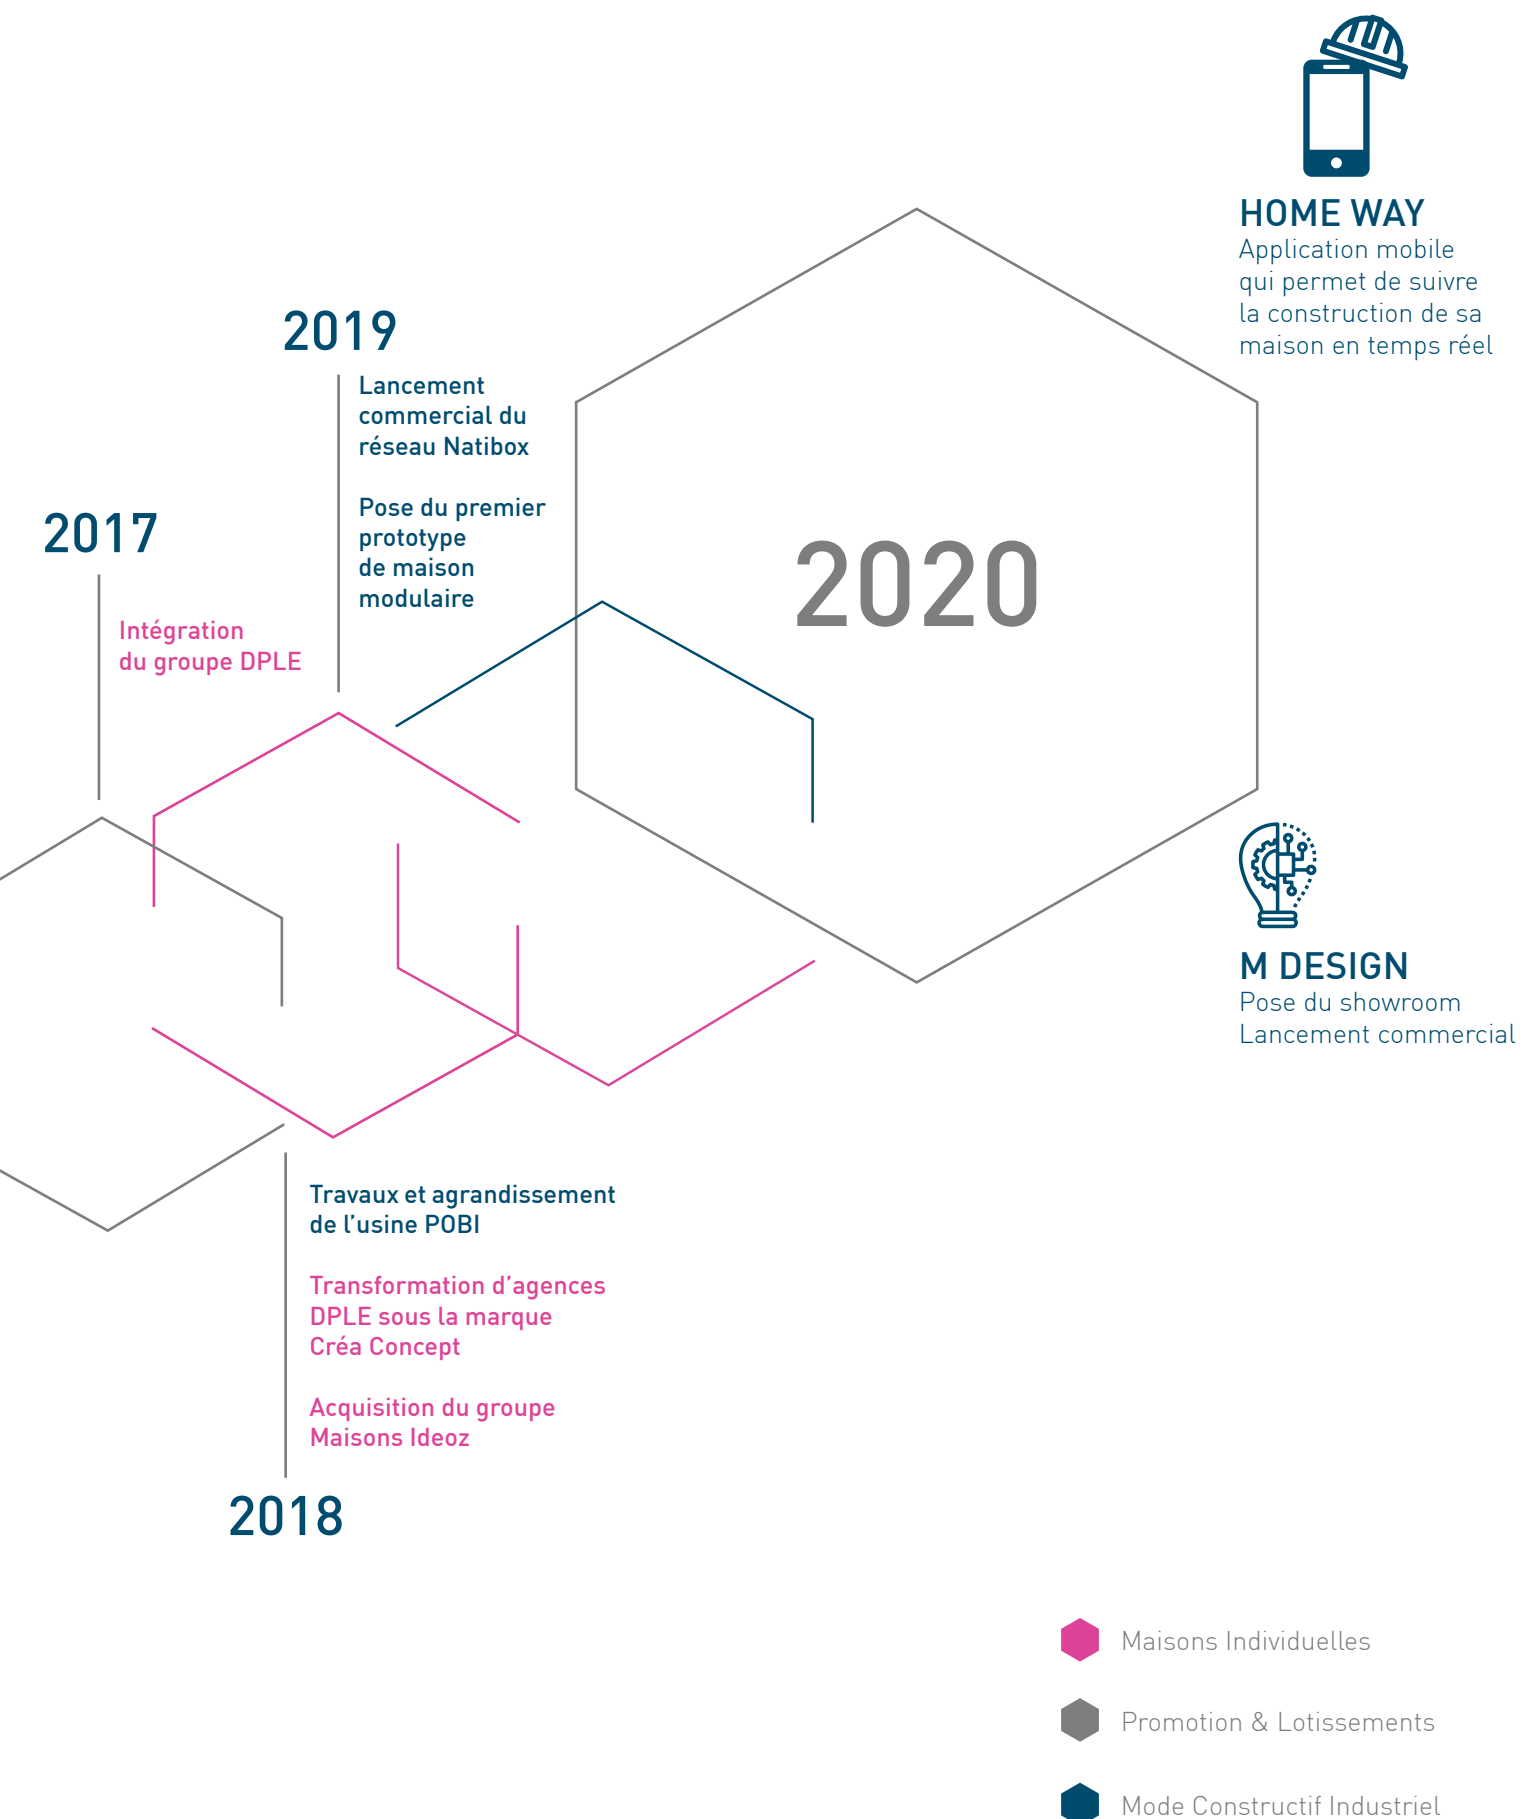 HOME WAY
Application mobile
qui permet de suivre
la construction de sa
maison en temps réel
2019
Lancement
commercial du
réseau Natibox
Pose du premier
prototype
de maison
modulaire
2017
Intégration
du groupe DPLE
2020
M DESIGN
Pose du showroom
Lancement commercial
Travaux et agrandissement
de l’usine POBI
Transformation d’agences
DPLE sous la marque
Créa Concept
Acquisition du groupe
Maisons Ideoz
2018
Maisons Individuelles
Promotion & Lotissements
Mode Constructif Industriel